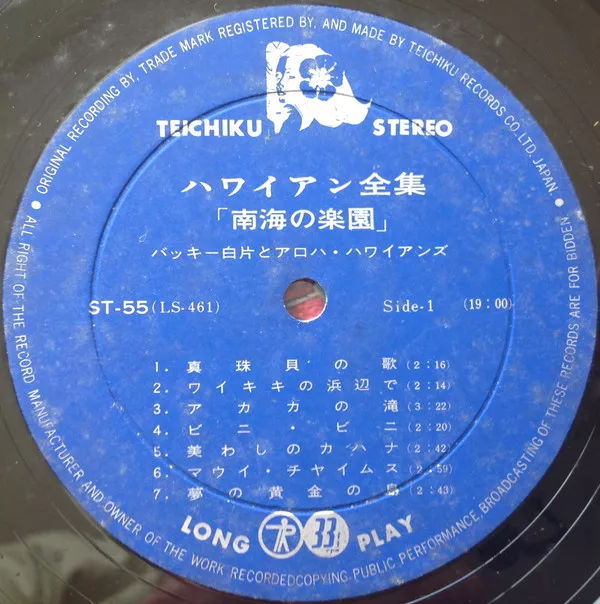 • ORIGINAL RECORDING BY, TRADE MARK REGISTERED BY, AND MADE BY TEICHIKU RECORDS CO., LTD. JAPAN. •
TEICHIKU STEREO
ハワイアン全集
「南海の楽園」
バッキー白片とアロハ・ハワイアンズ
ST-55 (LS-461) Side-1 (19:00)
1. 真珠貝の歌 (2:16)
2. ワイキキの浜辺で (2:14)
3. アカカの滝 (3:22)
4. ビニ・ビニ (2:20)
5. 美わしのカハナ (2:42)
6. マウイ・チャイムス (2:59)
7. 夢の黄金の島 (2:43)
LONG 33⅓ PLAY
ALL RIGHT OF THE RECORD MANUFACTURER AND OWNER OF THE WORK RECORDEDCOPYING, PUBLIC PERFORMANCE, BROADCASTING OF THESE RECORDS ARE FOR BIDDEN